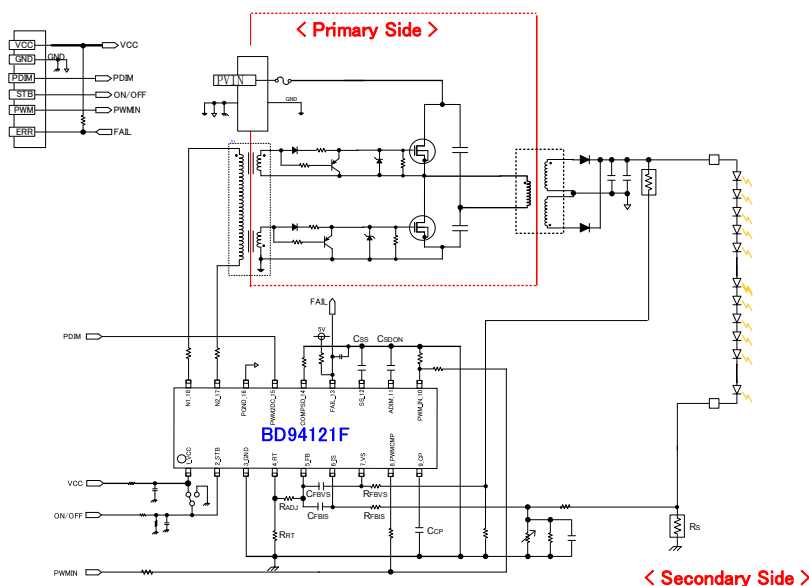 < Primary Side >
VCC
GND
PDIM
STB
PWM
ERR
GND
VCC
PDIM
ON/OFF
PWMIN
FAIL
PVIN
GND
FAIL
5V
CSS
CSDON
PDIM
N1_18
N2_17
PGND_16
PWM2DC_15
COMPSD_14
FAIL_13
SS_12
ADIM_11
PWM_IN_10
BD94121F
1_VCC
2_STB
3_GND
4_RT
5_FB
6_IS
7_VS
8_PWMCMP
9_CP
VCC
ON/OFF
PWMIN
RADJ
RRT
CFBVS
RFBVS
CFBIS
RFBIS
CCP
RS
< Secondary Side >